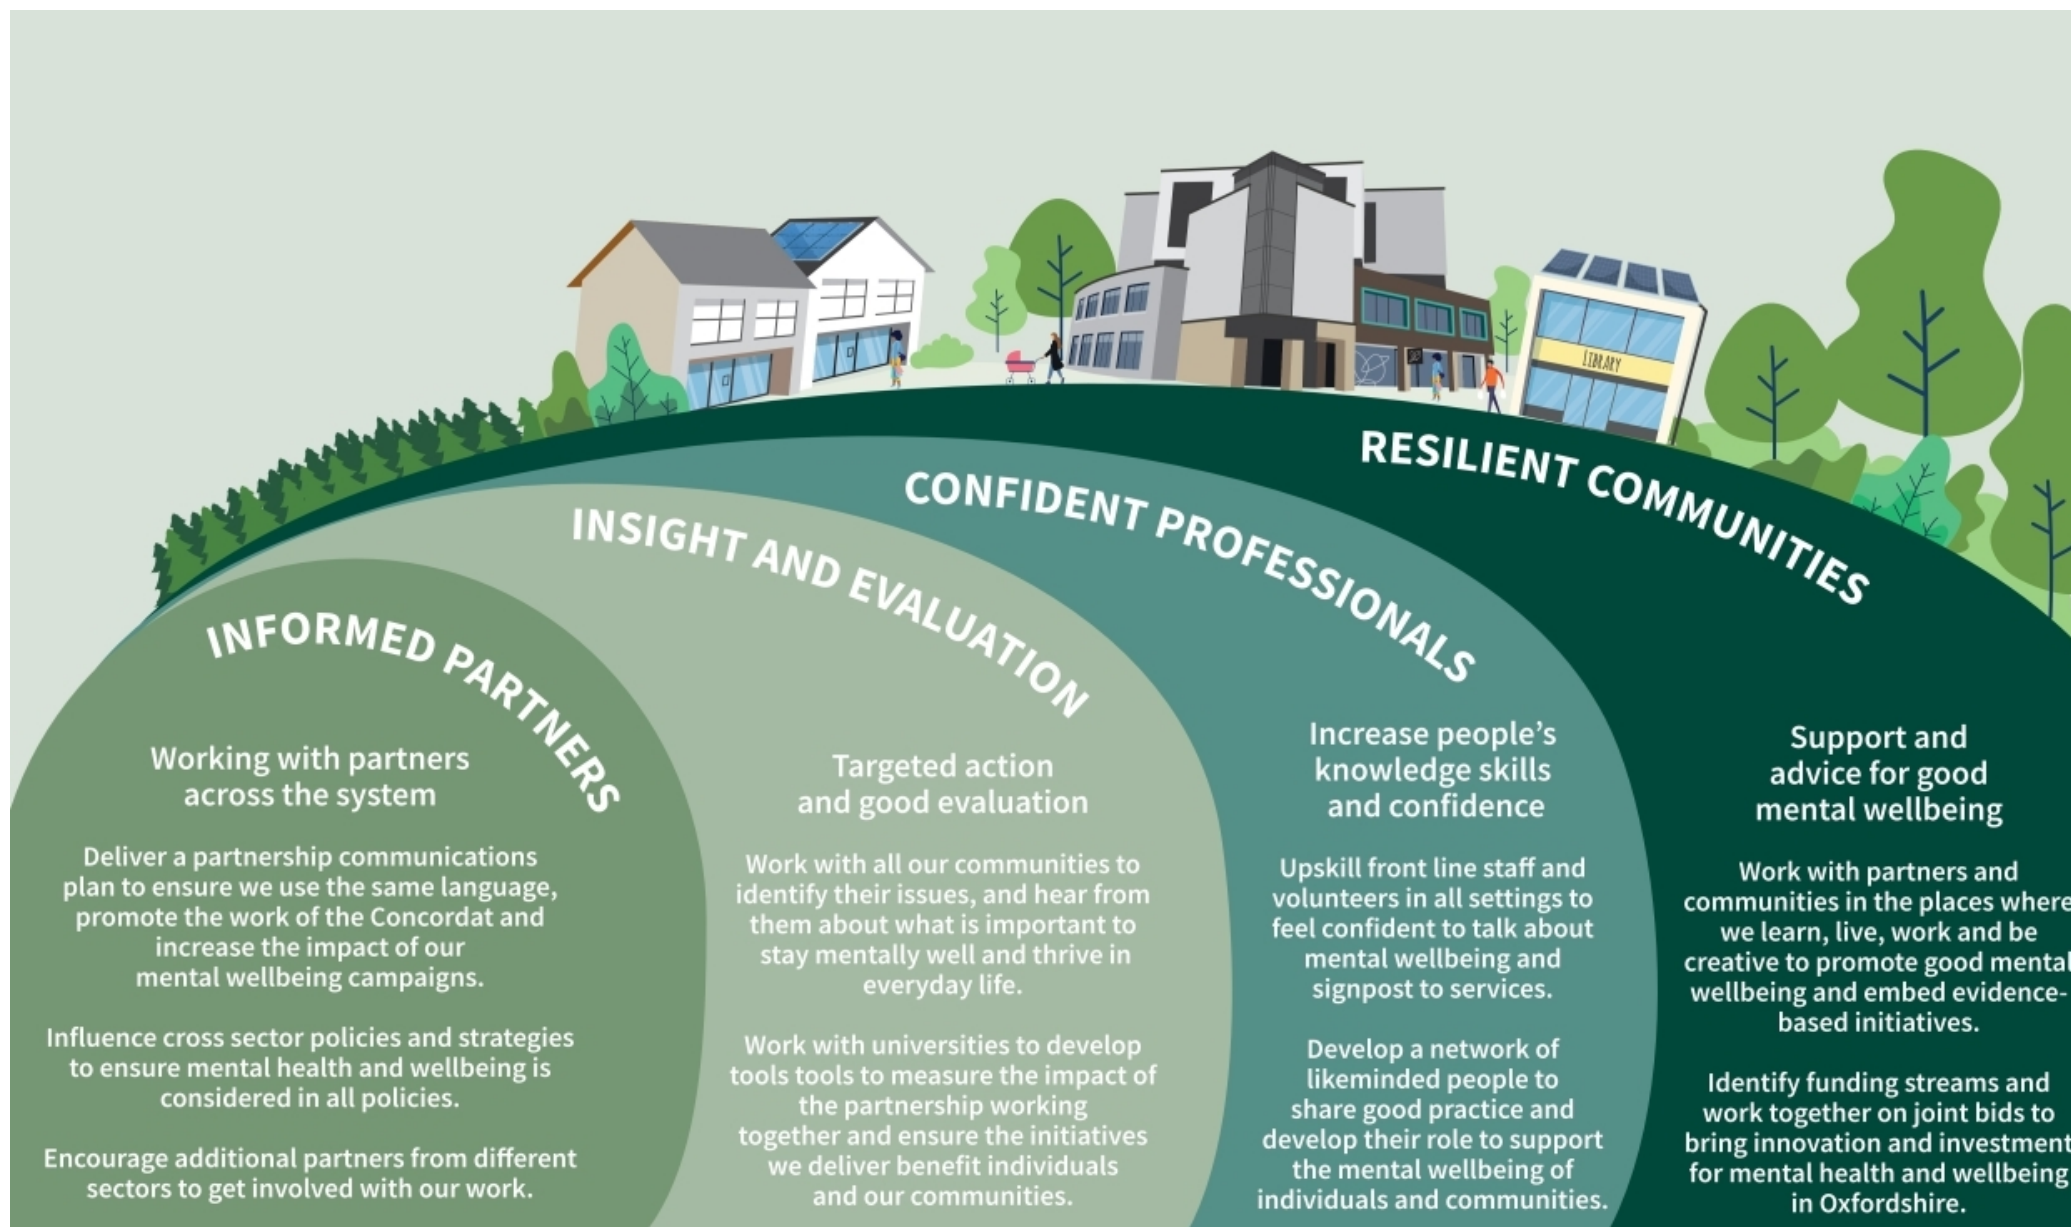 LIBRARY
INFORMED PARTNERS
Working with partners
across the system
Deliver a partnership communications
plan to ensure we use the same language,
promote the work of the Concordat and
increase the impact of our
mental wellbeing campaigns.
Influence cross sector policies and strategies
to ensure mental health and wellbeing is
considered in all policies.
Encourage additional partners from different
sectors to get involved with our work.
INSIGHT AND EVALUATION
Targeted action
and good evaluation
Work with all our communities to
identify their issues, and hear from
them about what is important to
stay mentally well and thrive in
everyday life.
Work with universities to develop
tools tools to measure the impact of
the partnership working
together and ensure the initiatives
we deliver benefit individuals
and our communities.
CONFIDENT PROFESSIONALS
Increase people’s
knowledge skills
and confidence
Upskill front line staff and
volunteers in all settings to
feel confident to talk about
mental wellbeing and
signpost to services.
Develop a network of
likeminded people to
share good practice and
develop their role to support
the mental wellbeing of
individuals and communities.
RESILIENT COMMUNITIES
Support and
advice for good
mental wellbeing
Work with partners and
communities in the places where
we learn, live, work and be
creative to promote good mental
wellbeing and embed evidence-
based initiatives.
Identify funding streams and
work together on joint bids to
bring innovation and investment
for mental health and wellbeing
in Oxfordshire.